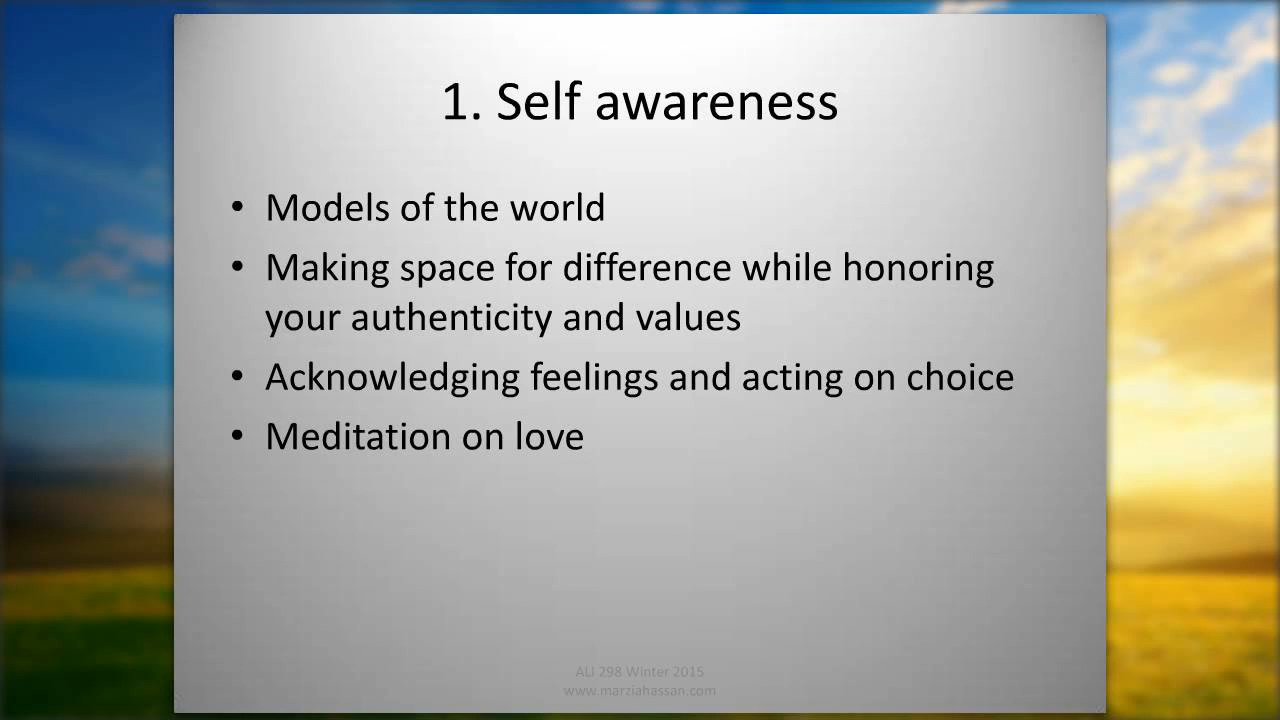 1. Self awareness
• Models of the world
• Making space for difference while honoring
your authenticity and values
• Acknowledging feelings and acting on choice
• Meditation on love
ALI 298 Winter 2015
www.marziahassan.com